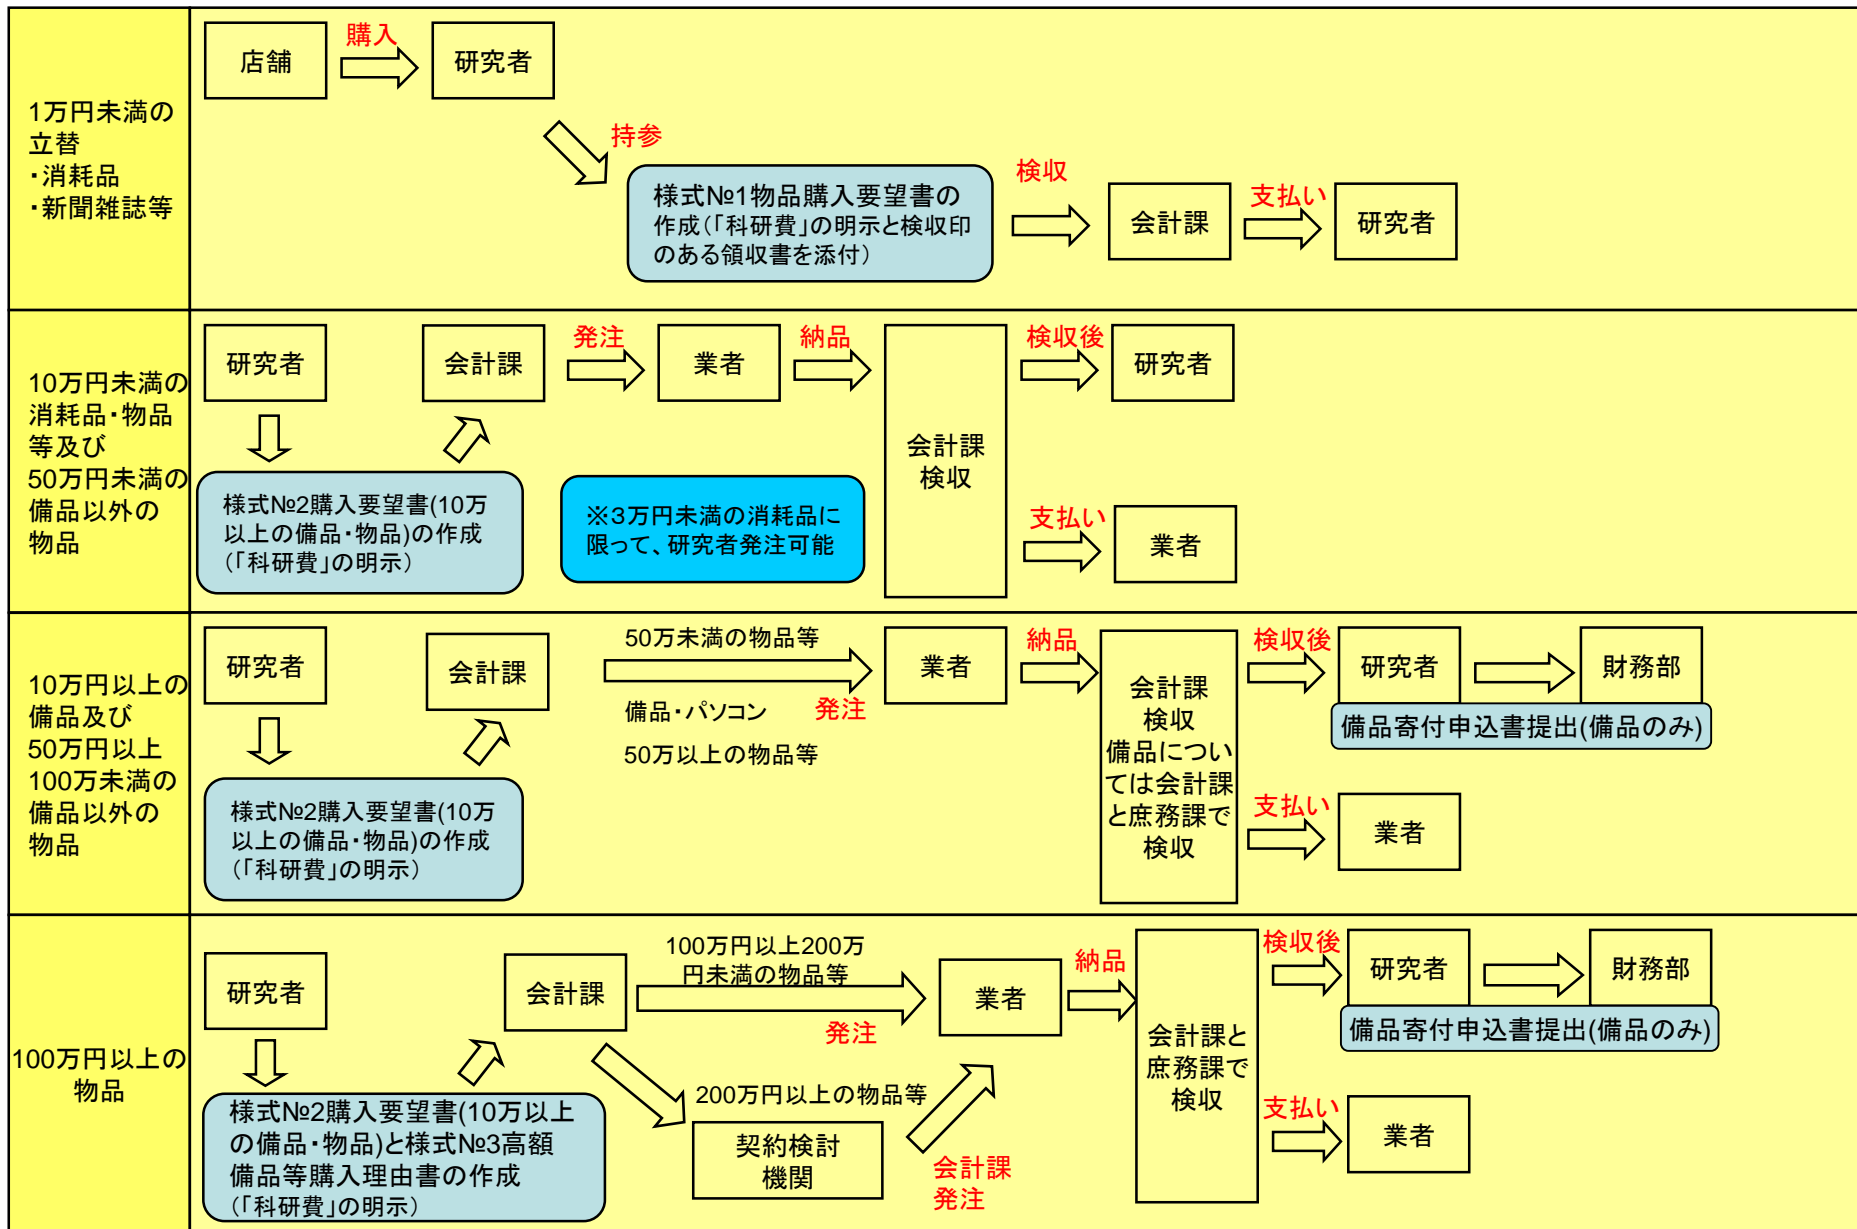 1万円未満の
立替
・消耗品
・新聞雑誌等
店舗
購入
研究者
持参
様式№1物品購入要望書の
作成(「科研費」の明示と検収印
のある領収書を添付)
検収
会計課
支払い
研究者
10万円未満の
消耗品・物品
等及び
50万円未満の
備品以外の
物品
研究者
様式№2購入要望書(10万
以上の備品・物品)の作成
(「科研費」の明示)
会計課
発注
業者
※3万円未満の消耗品に
限って、研究者発注可能
納品
会計課
検収
検収後
研究者
支払い
業者
10万円以上の
備品及び
50万円以上
100万未満の
備品以外の
物品
研究者
様式№2購入要望書(10万
以上の備品・物品)の作成
(「科研費」の明示)
会計課
50万未満の物品等
備品・パソコン
発注
50万以上の物品等
業者
納品
会計課
検収
備品につい
ては会計課
と庶務課で
検収
検収後
研究者
財務部
備品寄付申込書提出(備品のみ)
支払い
業者
100万円以上の
物品
研究者
様式№2購入要望書(10万以上
の備品・物品)と様式№3高額
備品等購入理由書の作成
(「科研費」の明示)
会計課
100万円以上200万
円未満の物品等
発注
200万円以上の物品等
契約検討
機関
会計課
発注
業者
納品
会計課と
庶務課で
検収
検収後
研究者
財務部
備品寄付申込書提出(備品のみ)
支払い
業者